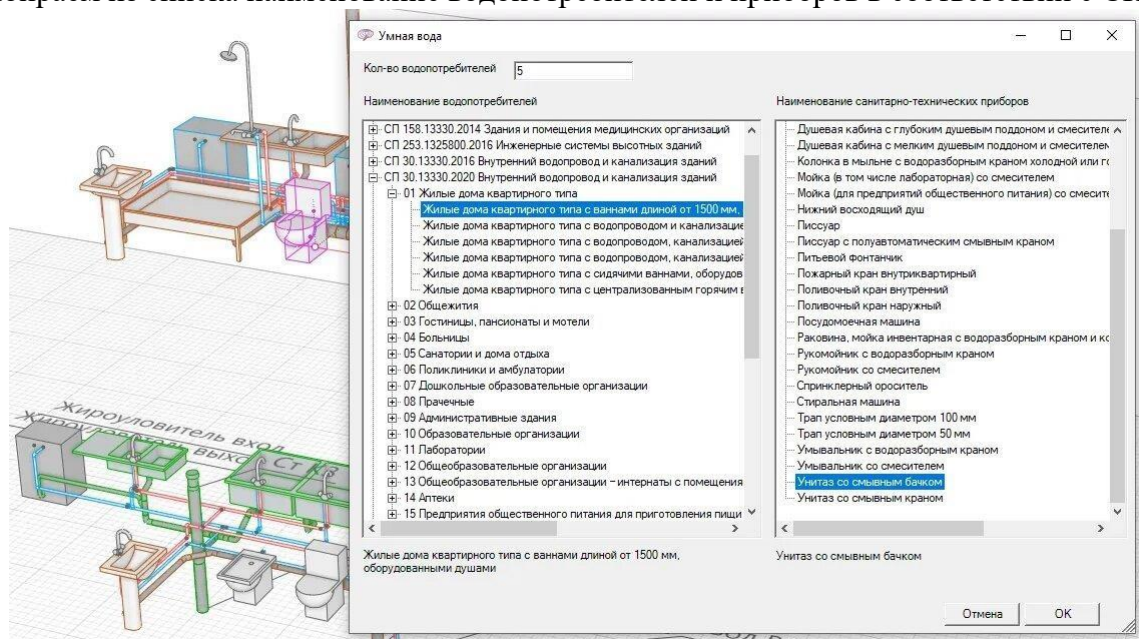 Умная вода
Кол-во водопотребителей 5
Наименование водопотребителей
СП 158.13330.2014 Здания и помещения медицинских организаций
СП 253.1325800.2016 Инженерные системы высотных зданий
СП 30.13330.2016 Внутренний водопровод и канализация зданий
СП 30.13330.2020 Внутренний водопровод и канализация зданий
01 Жилые дома квартирного типа
Жилые дома квартирного типа с ваннами длиной от 1500 мм,
Жилые дома квартирного типа с водопроводом и канализацие
Жилые дома квартирного типа с водопроводом, канализацией
Жилые дома квартирного типа с водопроводом, канализацией
Жилые дома квартирного типа с сидячими ваннами, оборудов
Жилые дома квартирного типа с централизованным горячим в
02 Общежития
03 Гостиницы, пансионаты и мотели
04 Больницы
05 Санатории и дома отдыха
06 Поликлиники и амбулатории
07 Дошкольные образовательные организации
08 Прачечные
09 Административные здания
10 Образовательные организации
11 Лаборатории
12 Общеобразовательные организации
13 Общеобразовательные организации – интернаты с помещения
14 Аптеки
15 Предприятия общественного питания для приготовления пищи
Жилые дома квартирного типа с ваннами длиной от 1500 мм,
оборудованными душами
Наименование санитарно-технических приборов
Душевая кабина с глубоким душевым поддоном и смесителе
Душевая кабина с мелким душевым поддоном и смесителем
Колонка в мыльне с водоразборным краном холодной или го
Мойка (в том числе лабораторная) со смесителем
Мойка (для предприятий общественного питания) со смесите
Нижний восходящий душ
Писсуар
Писсуар с полуавтоматическим смывным краном
Питьевой фонтанчик
Пожарный кран внутриквартирный
Поливочный кран внутренний
Поливочный кран наружный
Посудомоечная машина
Раковина, мойка инвентарная с водоразборным краном и ко
Рукомойник с водоразборным краном
Рукомойник со смесителем
Спринклерный ороситель
Стиральная машина
Трап условным диаметром 100 мм
Трап условным диаметром 50 мм
Умывальник с водоразборным краном
Умывальник со смесителем
Унитаз со смывным бачком
Унитаз со смывным краном
Унитаз со смывным бачком
Отмена
OK
Жироуловитель вход
Ст К3